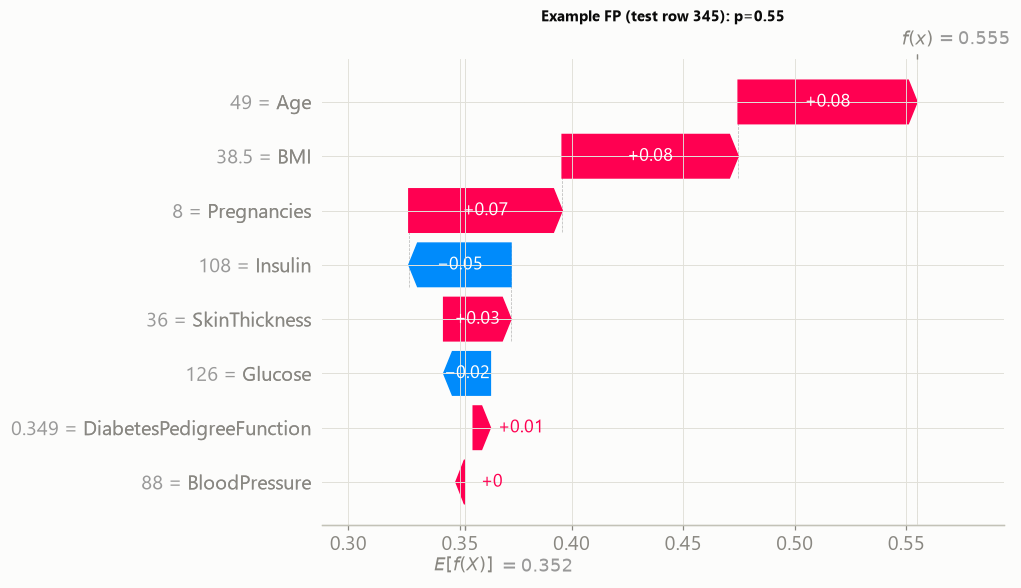 Example FP (test row 345): p=0.55
f(x) = 0.555
49 = Age
+0.08
38.5 = BMI
+0.08
8 = Pregnancies
+0.07
108 = Insulin
−0.05
36 = SkinThickness
+0.03
126 = Glucose
−0.02
0.349 = DiabetesPedigreeFunction
+0.01
88 = BloodPressure
+0
0.30 0.35 0.40 0.45 0.50 0.55
E[f(X)] = 0.352